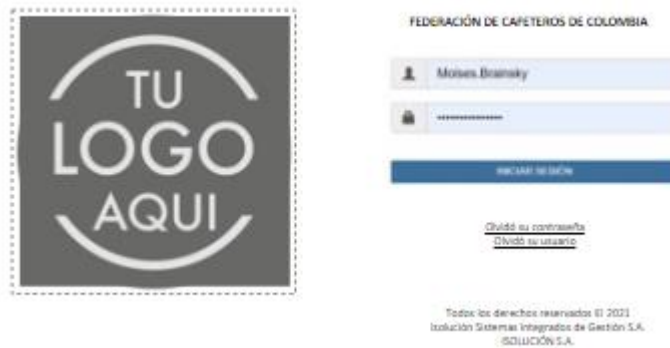 TU
LOGO
AQUI
FEDERACIÓN DE CAFETEROS DE COLOMBIA
Moises.Brainsky
INICIAR SESIÓN
Olvidó su contraseña
Olvidó su usuario
Todos los derechos reservados © 2021
Isolución Sistemas Integrados de Gestión S.A.
ISOLUCIÓN S.A.